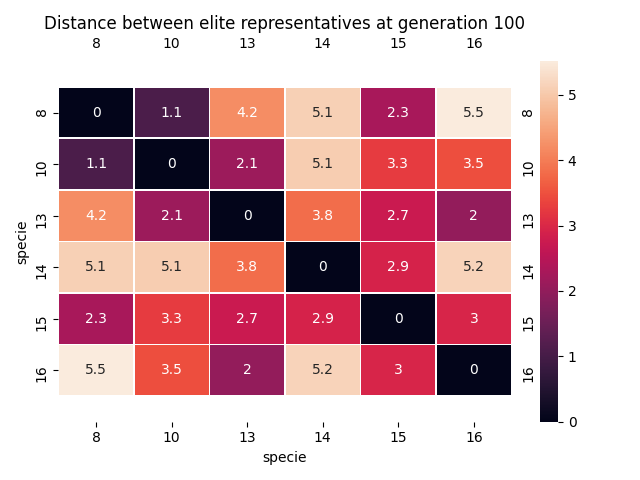 Distance between elite representatives at generation 100
8 10 13 14 15 16
8 0 1.1 4.2 5.1 2.3 5.5 8
10 1.1 0 2.1 5.1 3.3 3.5 10
13 4.2 2.1 0 3.8 2.7 2 13
14 5.1 5.1 3.8 0 2.9 5.2 14
15 2.3 3.3 2.7 2.9 0 3 15
16 5.5 3.5 2 5.2 3 0 16
8 10 13 14 15 16
specie
specie
5
4
3
2
1
0